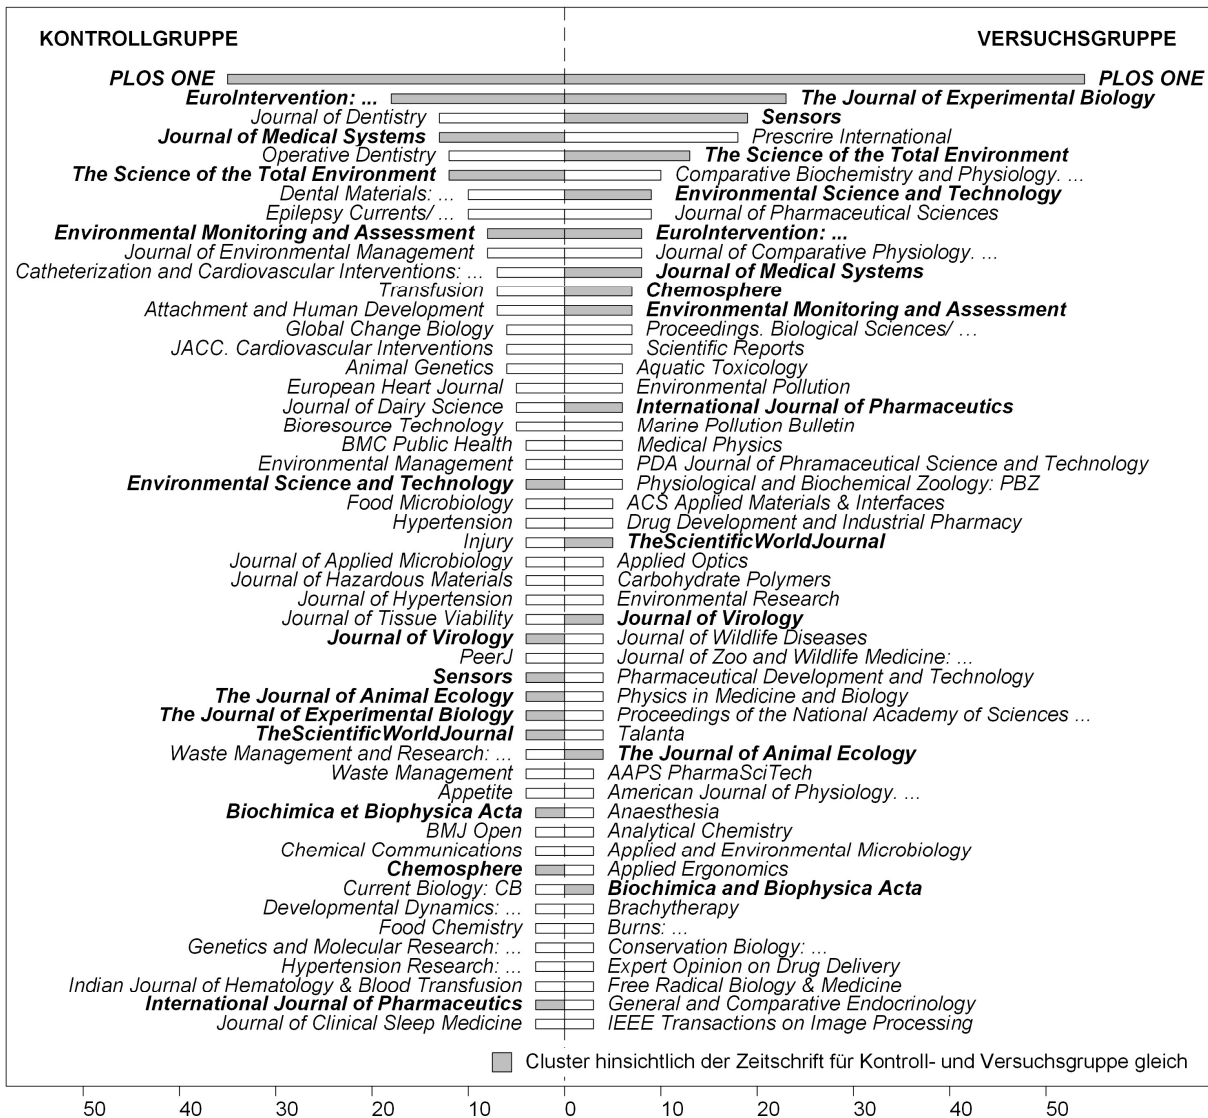 KONTROLLGRUPPE VERSUCHSGRUPPE
PLOS ONE PLOS ONE
EuroIntervention: ... The Journal of Experimental Biology
Journal of Dentistry Sensors
Journal of Medical Systems Prescrire International
Operative Dentistry The Science of the Total Environment
The Science of the Total Environment Comparative Biochemistry and Physiology. ...
Dental Materials: ... Environmental Science and Technology
Epilepsy Currents/ ... Journal of Pharmaceutical Sciences
Environmental Monitoring and Assessment EuroIntervention: ...
Journal of Environmental Management Journal of Comparative Physiology. ...
Catheterization and Cardiovascular Interventions: ... Journal of Medical Systems
Transfusion Chemosphere
Attachment and Human Development Environmental Monitoring and Assessment
Global Change Biology Proceedings. Biological Sciences/ ...
JACC. Cardiovascular Interventions Scientific Reports
Animal Genetics Aquatic Toxicology
European Heart Journal Environmental Pollution
Journal of Dairy Science International Journal of Pharmaceutics
Bioresource Technology Marine Pollution Bulletin
BMC Public Health Medical Physics
Environmental Management PDA Journal of Phramaceutical Science and Technology
Environmental Science and Technology Physiological and Biochemical Zoology: PBZ
Food Microbiology ACS Applied Materials & Interfaces
Hypertension Drug Development and Industrial Pharmacy
Injury TheScientificWorldJournal
Journal of Applied Microbiology Applied Optics
Journal of Hazardous Materials Carbohydrate Polymers
Journal of Hypertension Environmental Research
Journal of Tissue Viability Journal of Virology
Journal of Virology Journal of Wildlife Diseases
PeerJ Journal of Zoo and Wildlife Medicine: ...
Sensors Pharmaceutical Development and Technology
The Journal of Animal Ecology Physics in Medicine and Biology
The Journal of Experimental Biology Proceedings of the National Academy of Sciences ...
TheScientificWorldJournal Talanta
Waste Management and Research: ... The Journal of Animal Ecology
Waste Management AAPS PharmaSciTech
Appetite American Journal of Physiology. ...
Biochimica et Biophysica Acta Anaesthesia
BMJ Open Analytical Chemistry
Chemical Communications Applied and Environmental Microbiology
Chemosphere Applied Ergonomics
Current Biology: CB Biochimica and Biophysica Acta
Developmental Dynamics: ... Brachytherapy
Food Chemistry Burns: ...
Genetics and Molecular Research: ... Conservation Biology: ...
Hypertension Research: ... Expert Opinion on Drug Delivery
Indian Journal of Hematology & Blood Transfusion Free Radical Biology & Medicine
International Journal of Pharmaceutics General and Comparative Endocrinology
Journal of Clinical Sleep Medicine IEEE Transactions on Image Processing
Cluster hinsichtlich der Zeitschrift für Kontroll- und Versuchsgruppe gleich
50 40 30 20 10 0 10 20 30 40 50